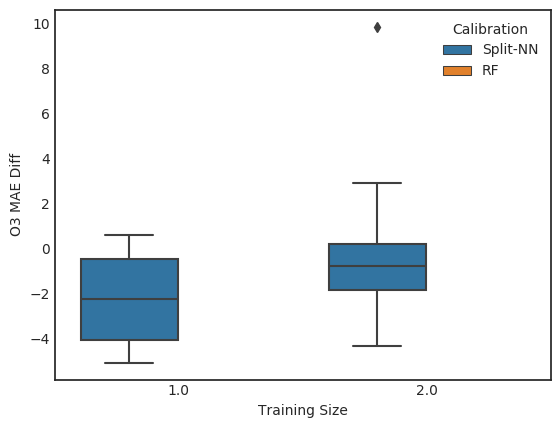 Calibration
Split-NN
RF
10
8
6
4
2
0
−2
−4
O3 MAE Diff
1.0
2.0
Training Size